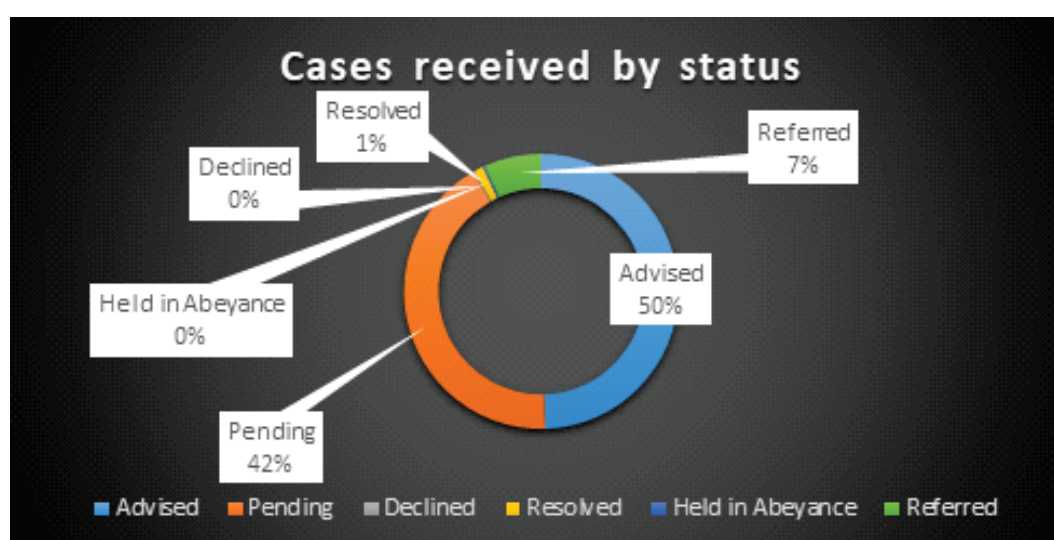 Cases received by status
Resolved
1%
Referred
7%
Declined
0%
Advised
50%
Held in Abeyance
0%
Pending
42%
Advised Pending Declined Resolved Held in Abeyance Referred